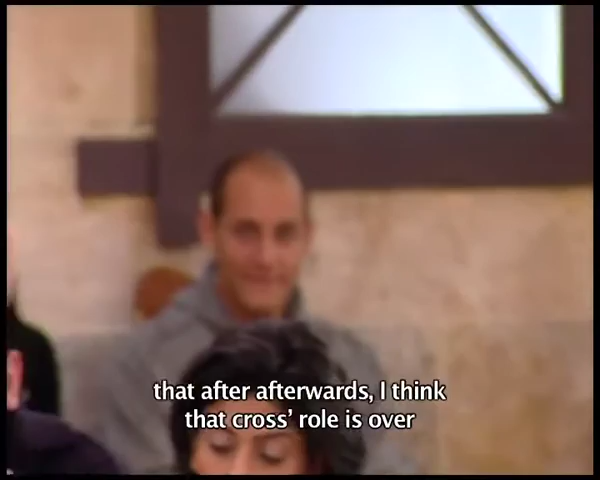 that after afterwards, I think
that cross' role is over